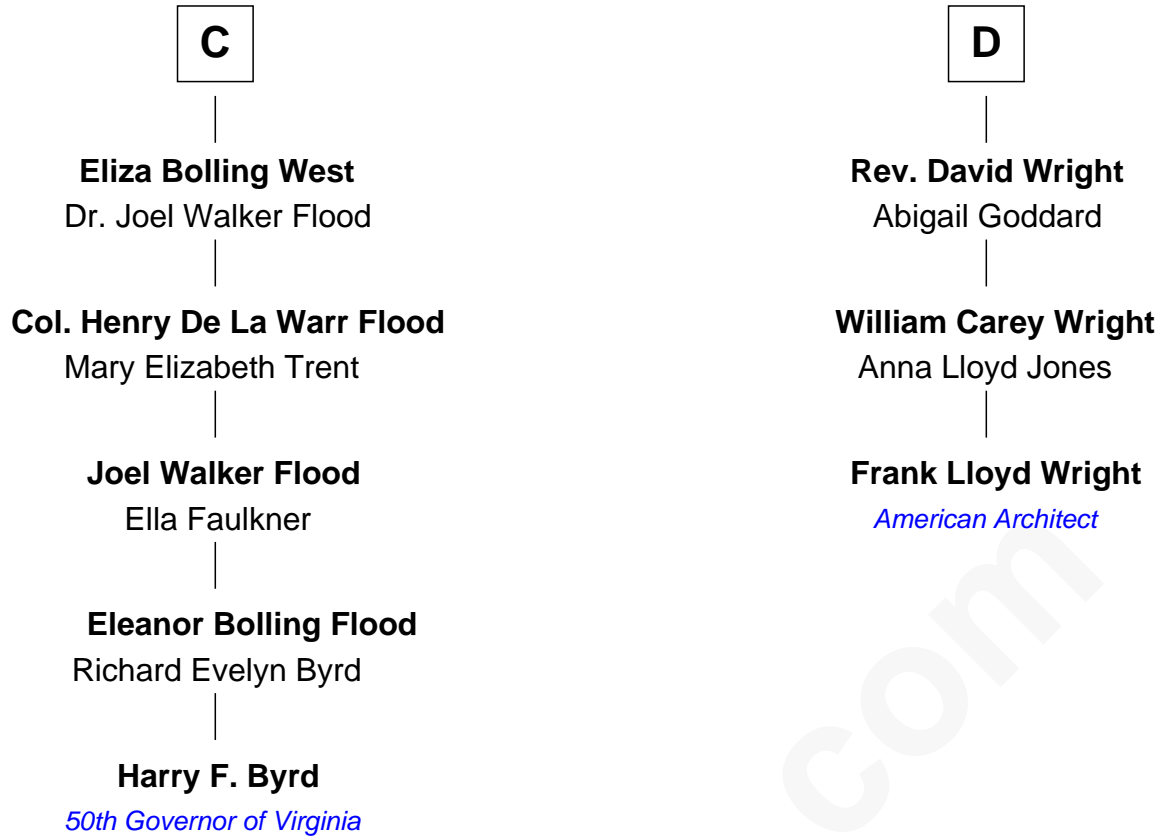 C
Eliza Bolling West
Dr. Joel Walker Flood
Col. Henry De La Warr Flood
Mary Elizabeth Trent
Joel Walker Flood
Ella Faulkner
Eleanor Bolling Flood
Richard Evelyn Byrd
Harry F. Byrd
50th Governor of Virginia
D
Rev. David Wright
Abigail Goddard
William Carey Wright
Anna Lloyd Jones
Frank Lloyd Wright
American Architect
com